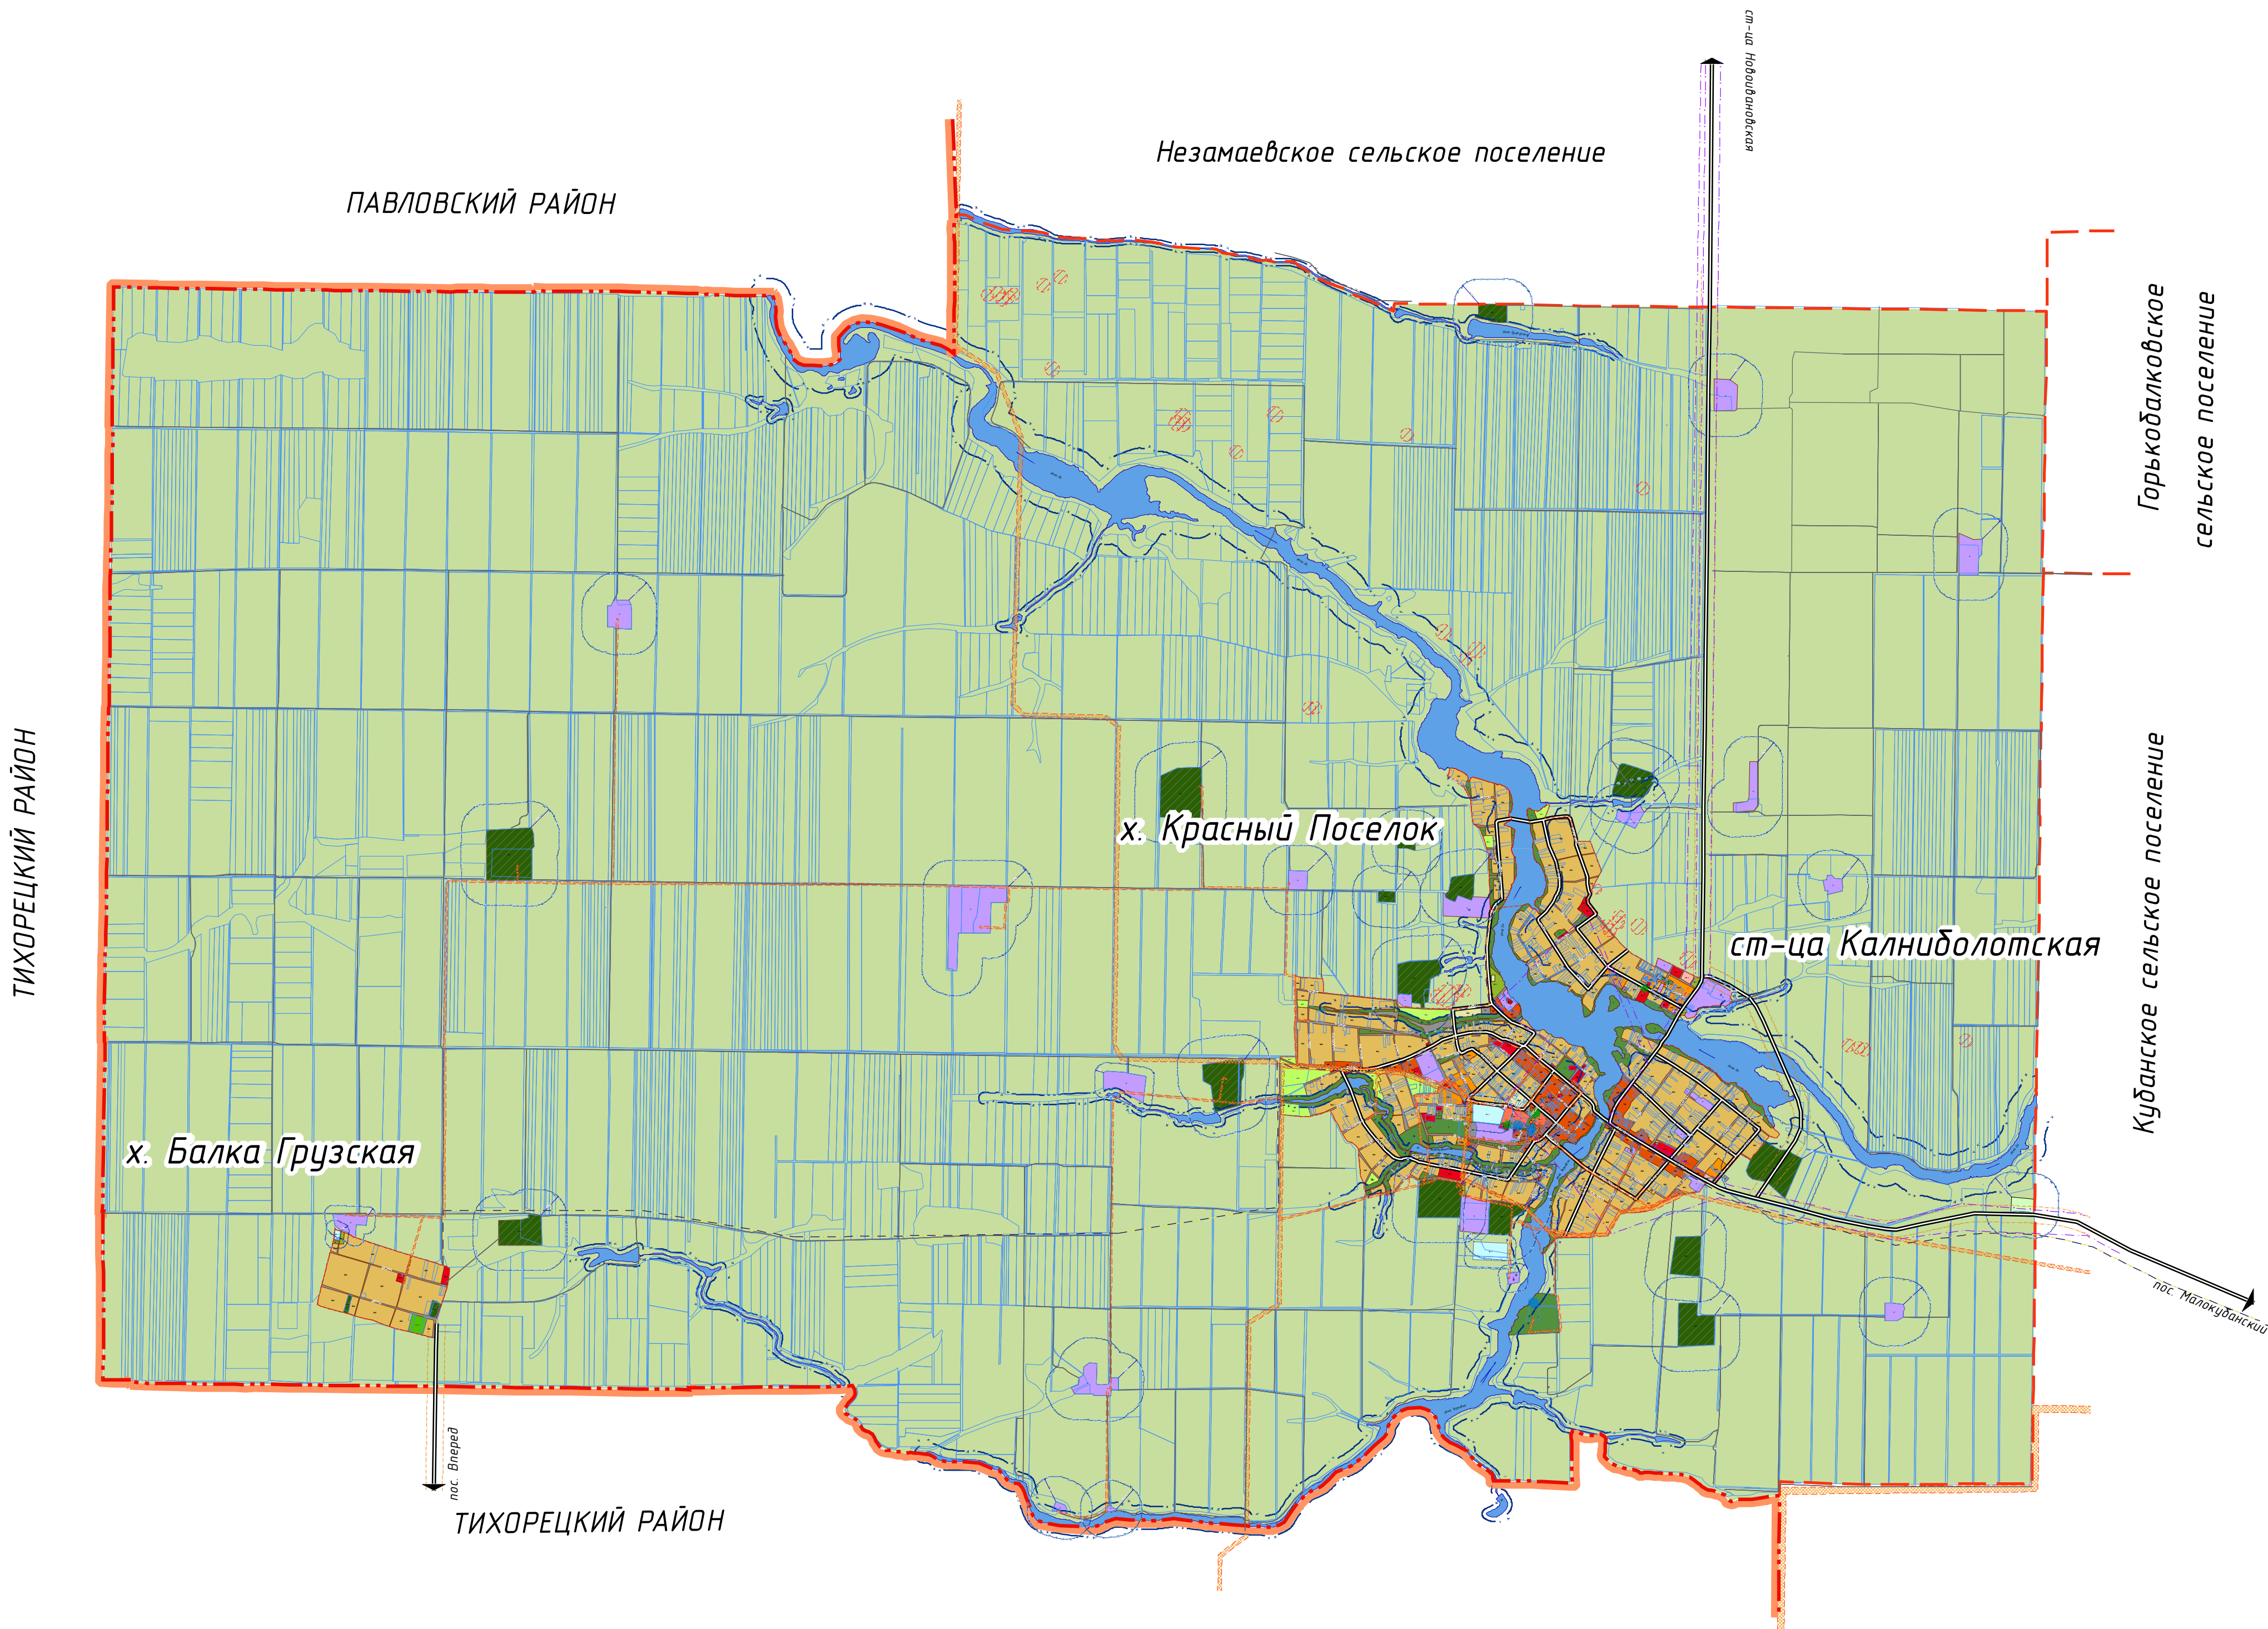 ст-ца Новоивановская
Незамаевское сельское поселение
ПАВЛОВСКИЙ РАЙОН
Горькобалковское
сельское поселение
ТИХОРЕЦКИЙ РАЙОН
х. Красный Поселок
ст-ца Калниболотская
Кубанское сельское поселение
х. Балка Грузская
пос. Малокубанский
пос. Вперед
ТИХОРЕЦКИЙ РАЙОН